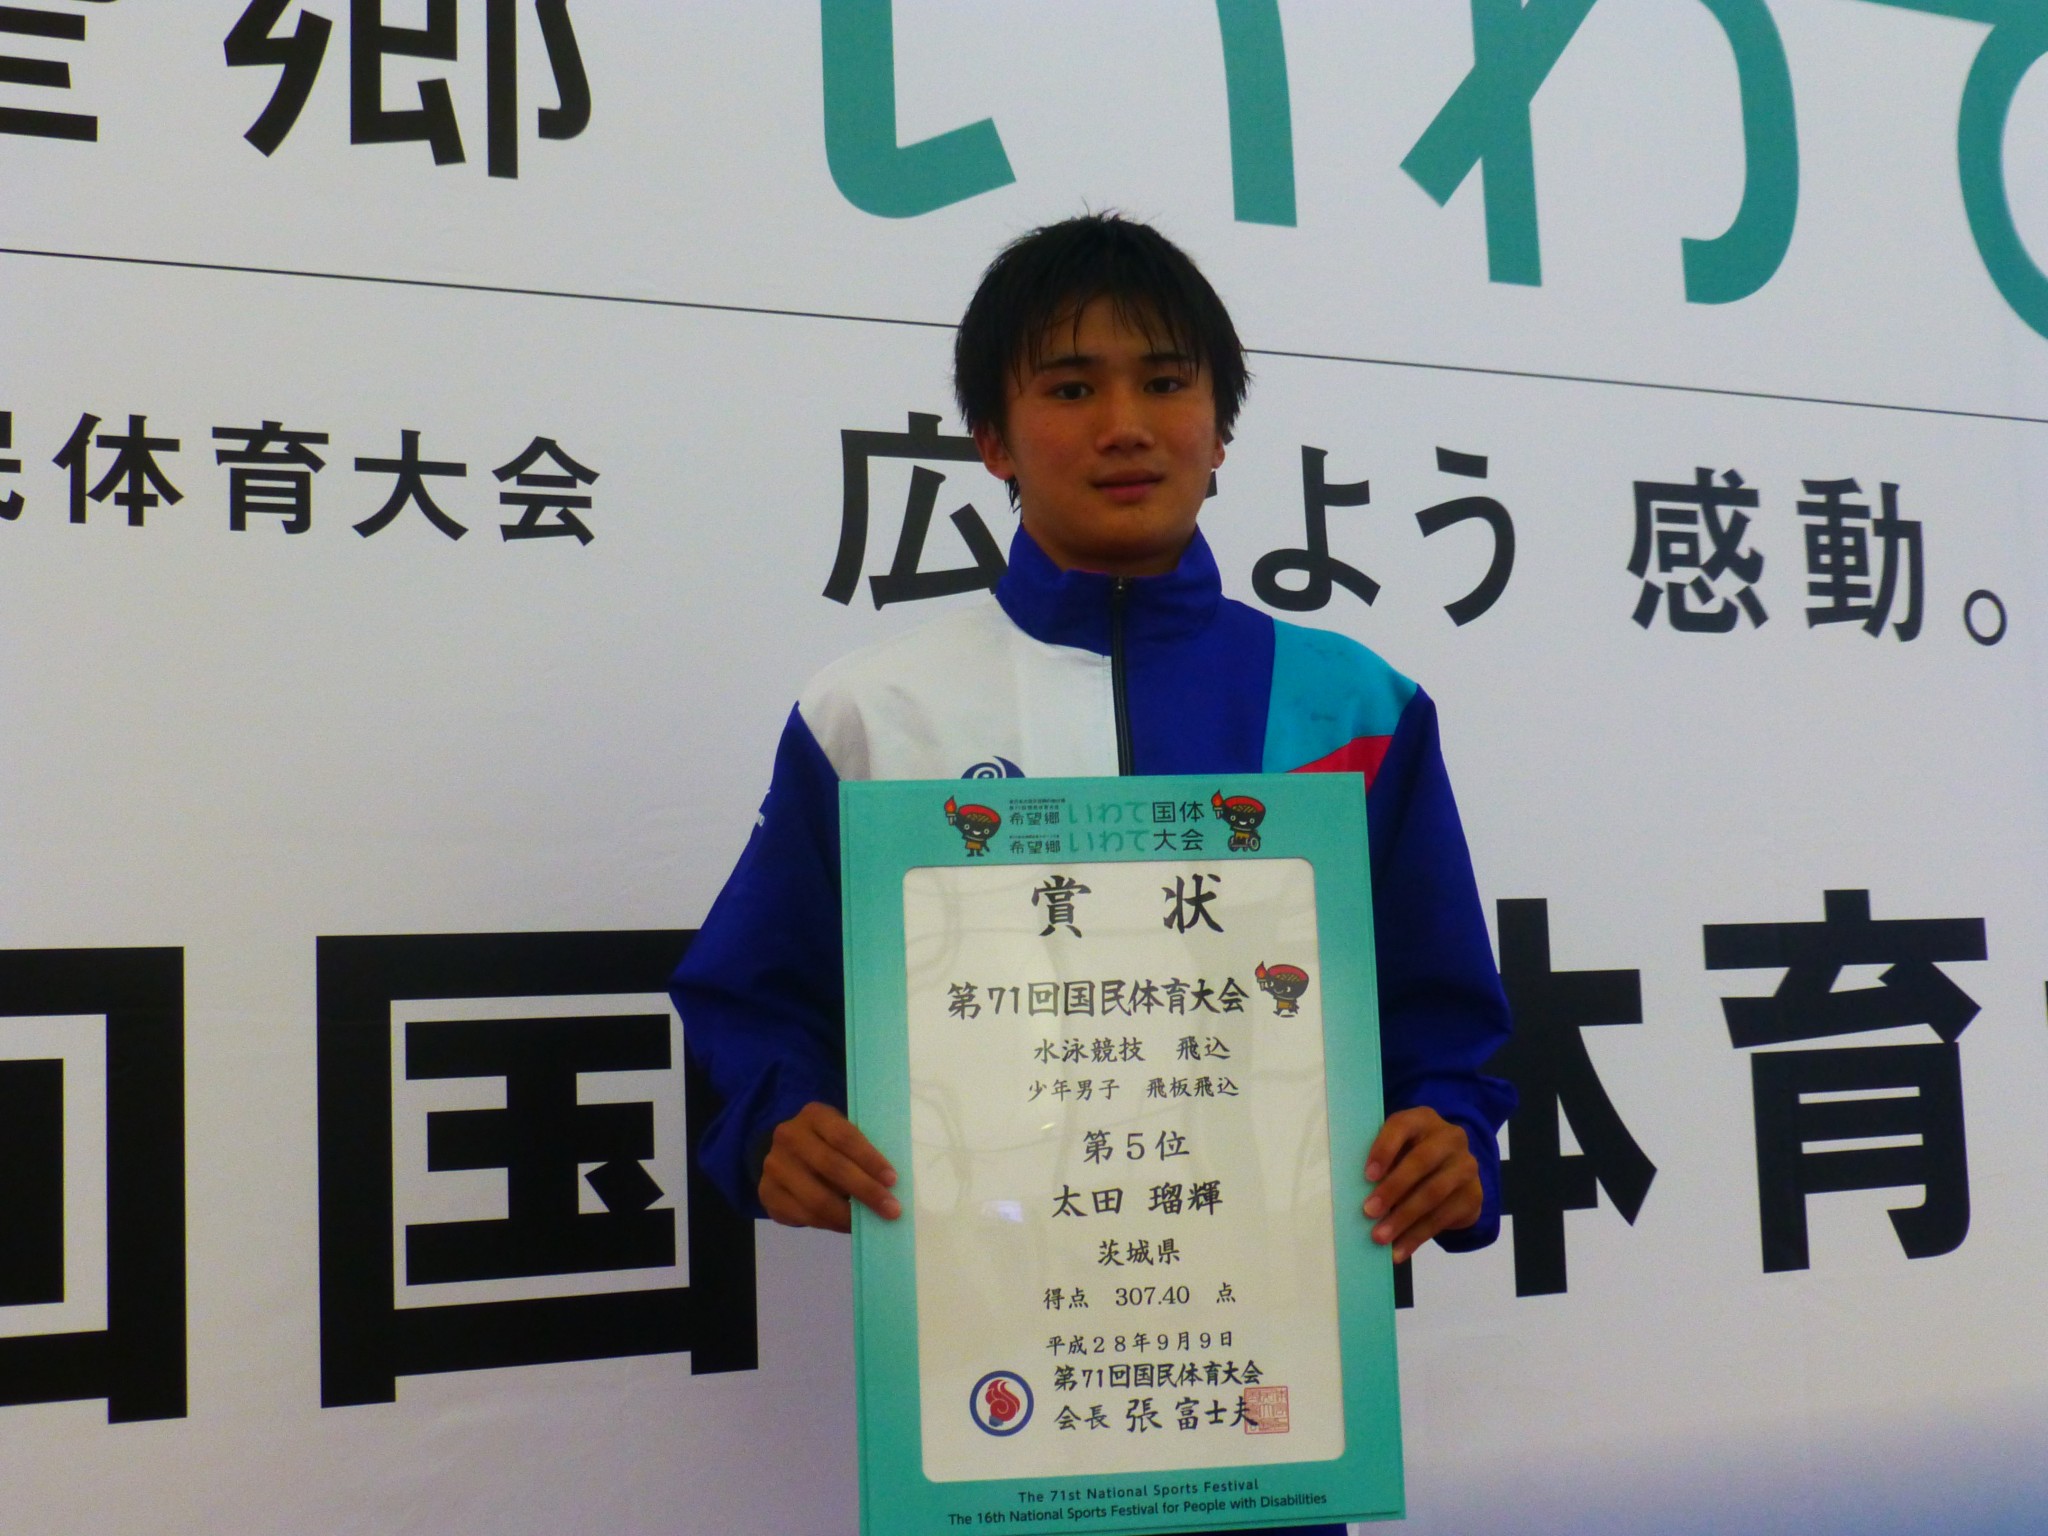 望郷 いわて
民体育大会 広げよう 感動。
回国 体育
希望郷 いわて 国体
希望郷 いわて 大会
賞 状
第71回国民体育大会
水泳競技 飛込
少年男子 飛板飛込
第5位
太田 瑠輝
茨城県
得点 307.40 点
平成28年9月9日
第71回国民体育大会
会長 張 富士夫
The 71st National Sports Festival
The 16th National Sports Festival for People with Disabilities